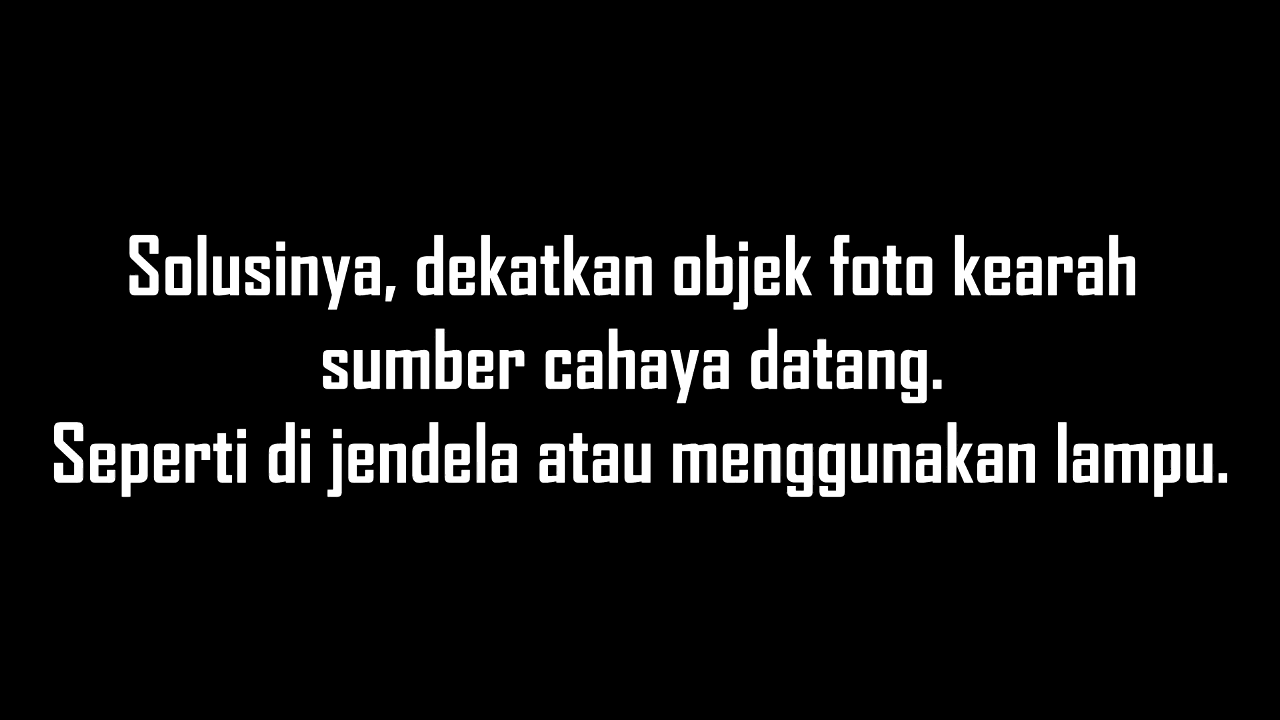 Solusinya, dekatkan objek foto kearah
sumber cahaya datang.
Seperti di jendela atau menggunakan lampu.